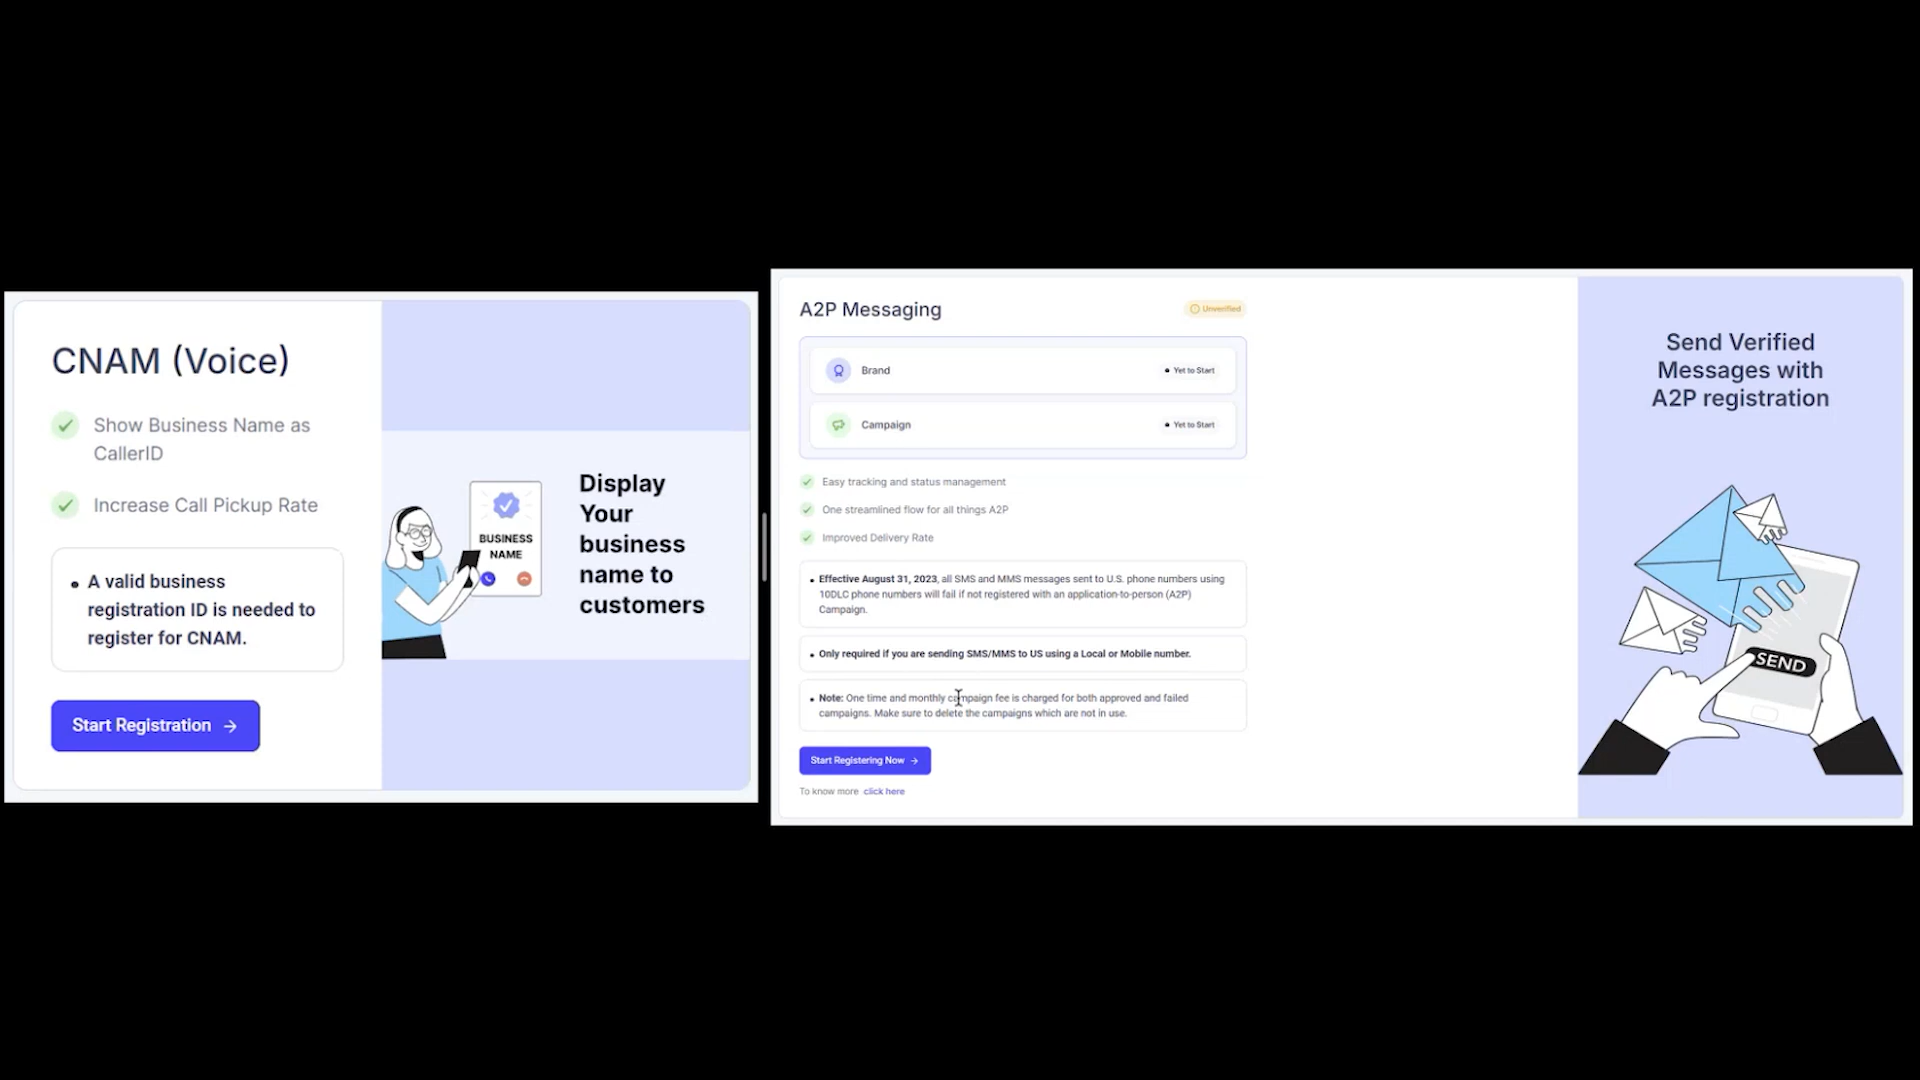 CNAM (Voice)
Show Business Name as
CallerID
Increase Call Pickup Rate
• A valid business
registration ID is needed to
register for CNAM.
Start Registration →
BUSINESS
NAME
Display
Your
business
name to
customers
A2P Messaging
Unverified
Brand
Yet to Start
Campaign
Yet to Start
Easy tracking and status management
One streamlined flow for all things A2P
Improved Delivery Rate
• Effective August 31, 2023, all SMS and MMS messages sent to U.S. phone numbers using
10DLC phone numbers will fail if not registered with an application-to-person (A2P)
Campaign.
• Only required if you are sending SMS/MMS to US using a Local or Mobile number.
• Note: One time and monthly campaign fee is charged for both approved and failed
campaigns. Make sure to delete the campaigns which are not in use.
Start Registering Now →
To know more click here
Send Verified
Messages with
A2P registration
SEND